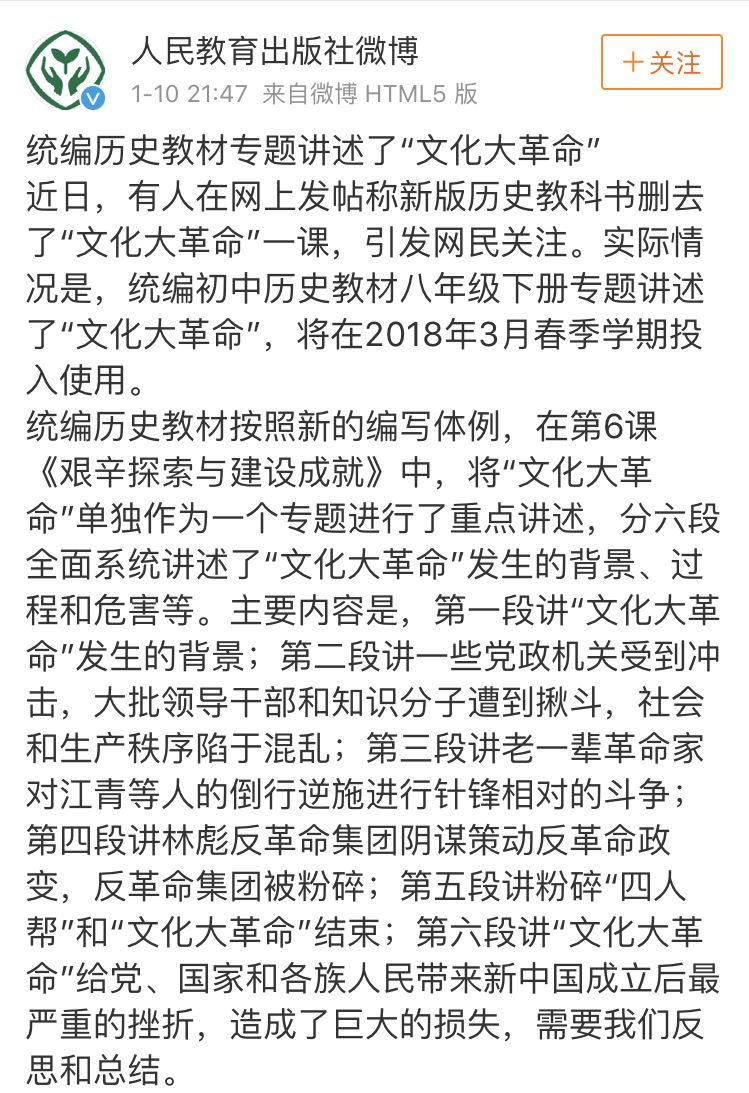 人民教育出版社微博
1-10 21:47 来自微博 HTML5 版
+关注
统编历史教材专题讲述了“文化大革命”
近日，有人在网上发帖称新版历史教科书删去
了“文化大革命”一课，引发网民关注。实际情
况是，统编初中历史教材八年级下册专题讲述
了“文化大革命”，将在2018年3月春季学期投
入使用。
统编历史教材按照新的编写体例，在第6课
《艰辛探索与建设成就》中，将“文化大革
命”单独作为一个专题进行了重点讲述，分六段
全面系统讲述了“文化大革命”发生的背景、过
程和危害等。主要内容是，第一段讲“文化大革
命”发生的背景；第二段讲一些党政机关受到冲
击，大批领导干部和知识分子遭到揪斗，社会
和生产秩序陷于混乱；第三段讲老一辈革命家
对江青等人的倒行逆施进行针锋相对的斗争；
第四段讲林彪反革命集团阴谋策动反革命政
变，反革命集团被粉碎；第五段讲粉碎“四人
帮”和“文化大革命”结束；第六段讲“文化大革
命”给党、国家和各族人民带来新中国成立后最
严重的挫折，造成了巨大的损失，需要我们反
思和总结。